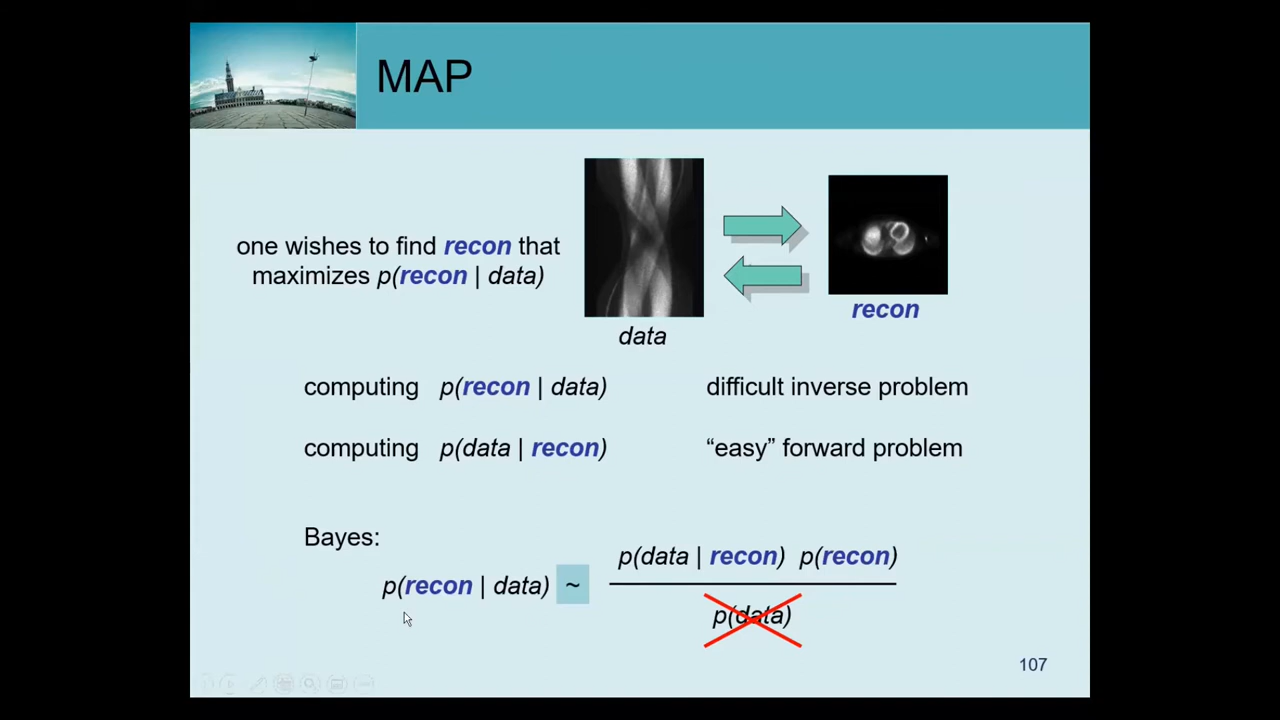 MAP
one wishes to find recon that
maximizes p(recon | data)
data
recon
computing p(recon | data) difficult inverse problem
computing p(data | recon) “easy” forward problem
Bayes:
p(recon | data) ~ p(data | recon) p(recon)
p(data)
107